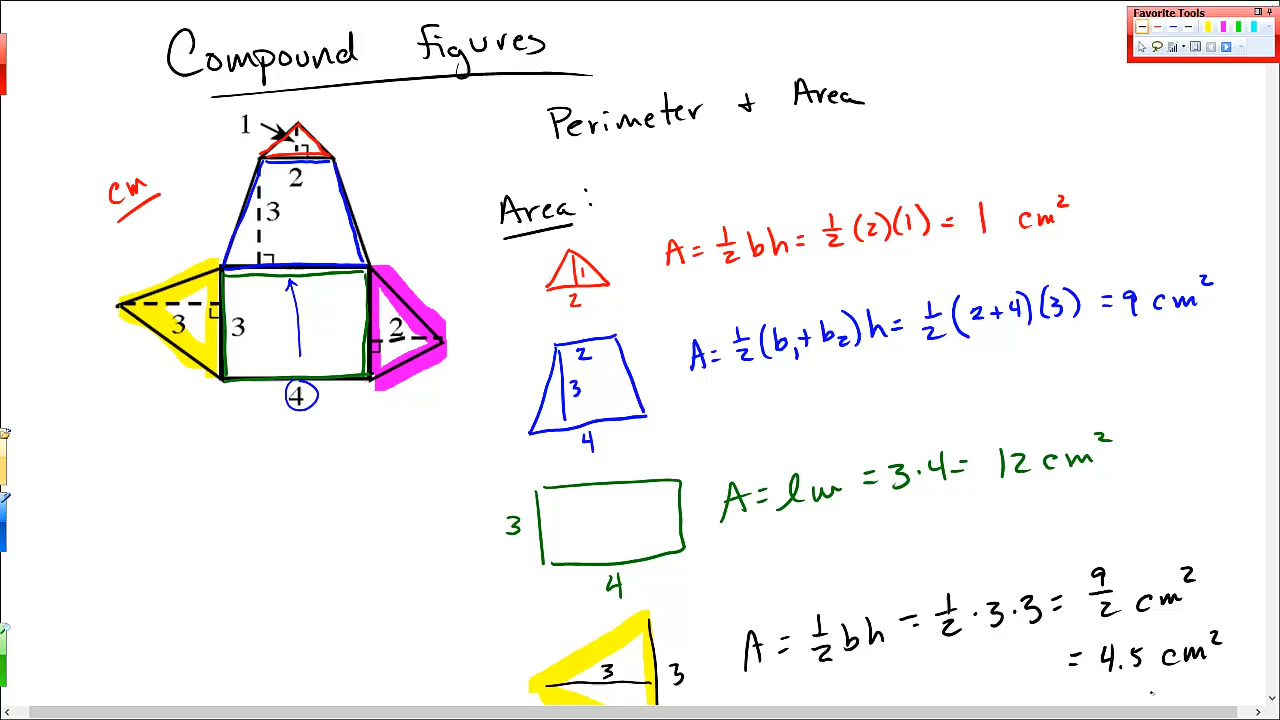 Favorite Tools
Compound figures
Perimeter + Area
1
2
cm
3
3
3
2
4
Area:
1
2
A = 1/2 bh = 1/2 (2)(1) = 1 cm²
2
3
4
A = 1/2 (b₁ + b₂) h = 1/2 (2+4)(3) = 9 cm²
3
4
A = lw = 3·4 = 12 cm²
3
3
A = 1/2 bh = 1/2 · 3 · 3 = 9/2 cm²
= 4.5 cm²